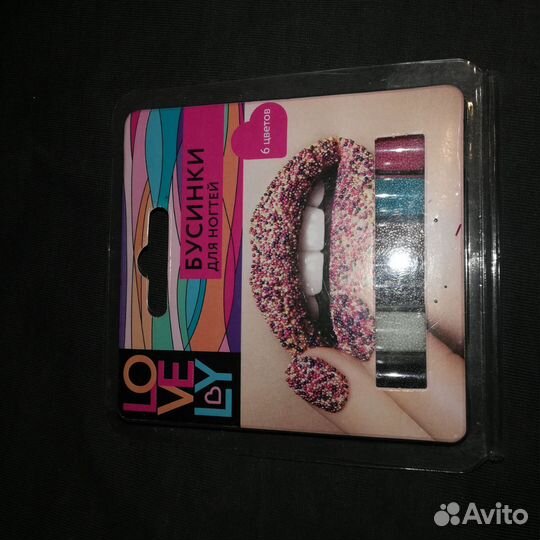 LO
VE
LY
БУСИНКИ
ДЛЯ НОГТЕЙ
6 цветов
Avito